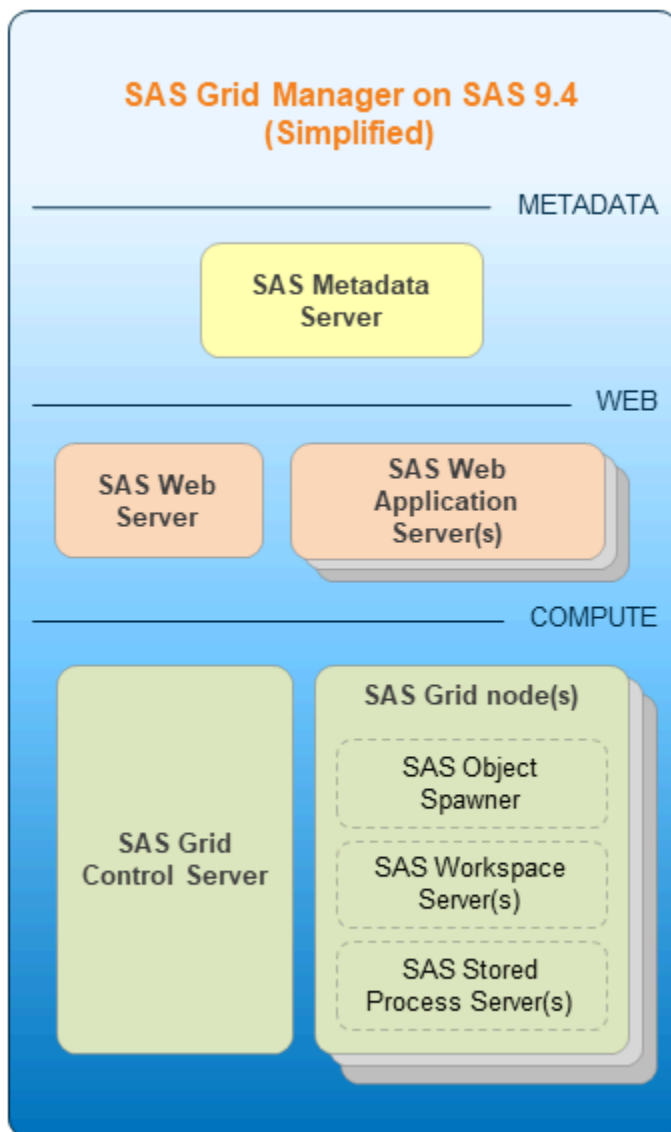 SAS Grid Manager on SAS 9.4
(Simplified)
METADATA
SAS Metadata
Server
WEB
SAS Web
Server
SAS Web
Application
Server(s)
COMPUTE
SAS Grid
Control Server
SAS Grid node(s)
SAS Object
Spawner
SAS Workspace
Server(s)
SAS Stored
Process Server(s)